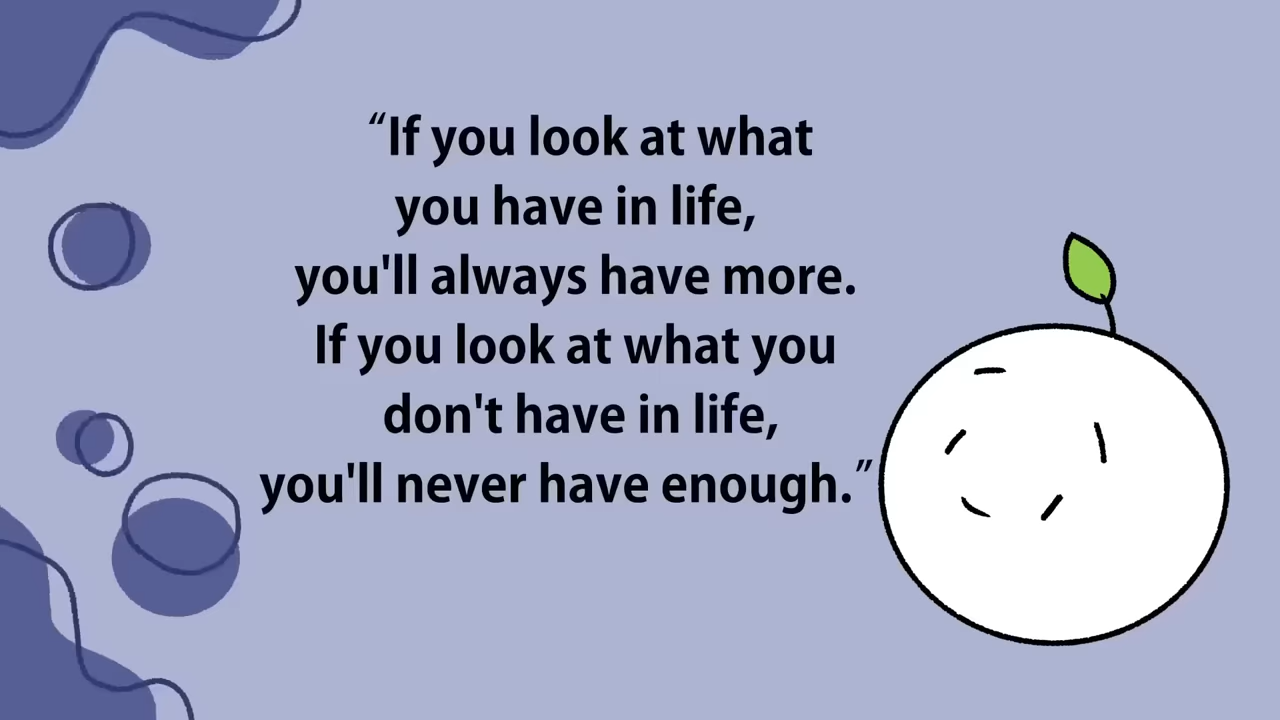 “If you look at what
you have in life,
you'll always have more.
If you look at what you
don't have in life,
you'll never have enough.”